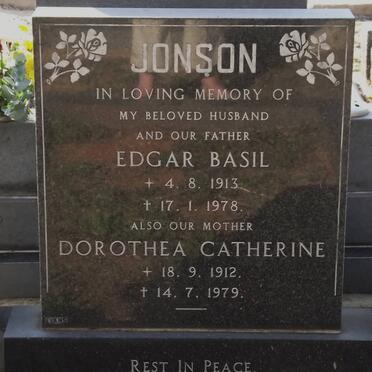 JONSON
IN LOVING MEMORY OF
MY BELOVED HUSBAND
AND OUR FATHER
EDGAR BASIL
+ 4. 8. 1913.
† 17. 1. 1978.
ALSO OUR MOTHER
DOROTHEA CATHERINE
+ 18. 9. 1912.
† 14. 7. 1979.
REST IN PEACE